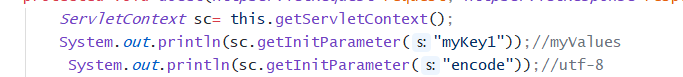 ServletContext sc= this.getServletContext();
System.out.println(sc.getInitParameter( s: "myKey1"));//myValues
System.out.println(sc.getInitParameter( s: "encode"));//utf-8